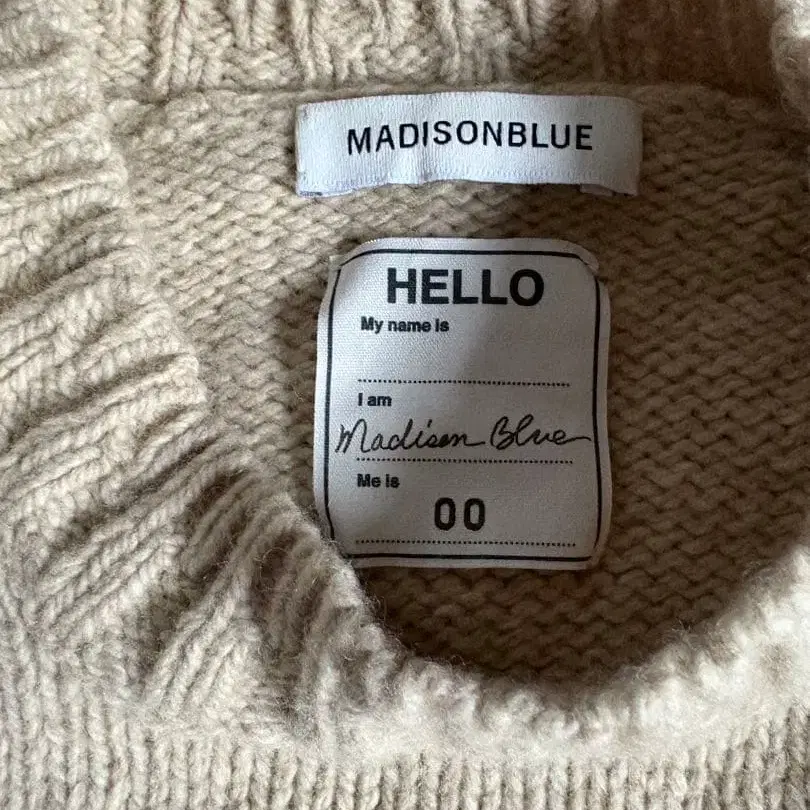 MADISONBLUE
HELLO
My name is
I am
Madison Blue
Me is
00